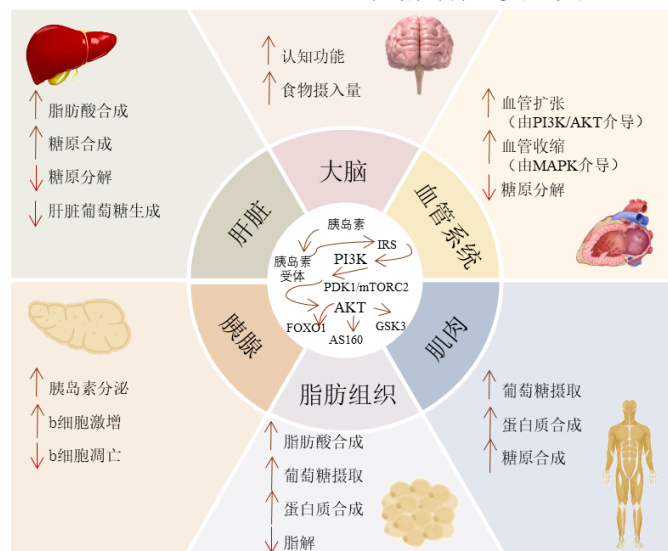 脂肪酸合成
糖原合成
糖原分解
肝脏葡萄糖生成
认知功能
食物摄入量
血管扩张
（由PI3K/AKT介导）
血管收缩
（由MAPK介导）
糖原分解
大脑
肝脏
血管系统
胰岛素
IRS
胰岛素
受体
PI3K
PDK1/mTORC2
AKT
FOXO1
GSK3
AS160
胰腺
肌肉
脂肪组织
胰岛素分泌
b细胞激增
b细胞凋亡
脂肪酸合成
葡萄糖摄取
蛋白质合成
脂解
葡萄糖摄取
蛋白质合成
糖原合成